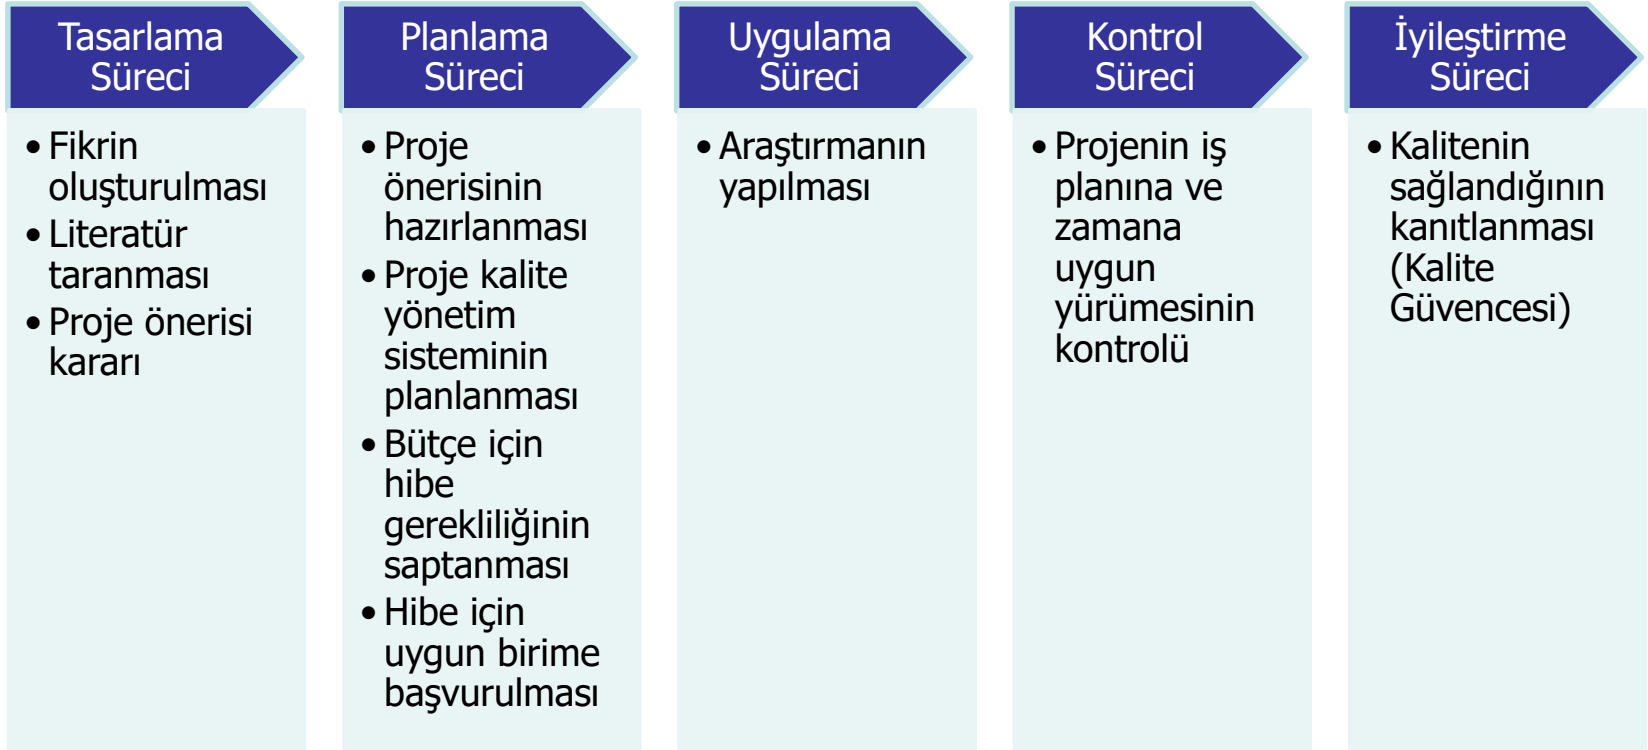 Tasarlama
Süreci
• Fikrin
oluşturulması
• Literatür
taranması
• Proje önerisi
kararı
Planlama
Süreci
• Proje
önerisinin
hazırlanması
• Proje kalite
yönetim
sisteminin
planlanması
• Bütçe için
hibe
gerekliliğinin
saptanması
• Hibe için
uygun birime
başvurulması
Uygulama
Süreci
• Araştırmanın
yapılması
Kontrol
Süreci
• Projenin iş
planına ve
zamana
uygun
yürümesinin
kontrolü
İyileştirme
Süreci
• Kalitenin
sağlandığının
kanıtlanması
(Kalite
Güvencesi)